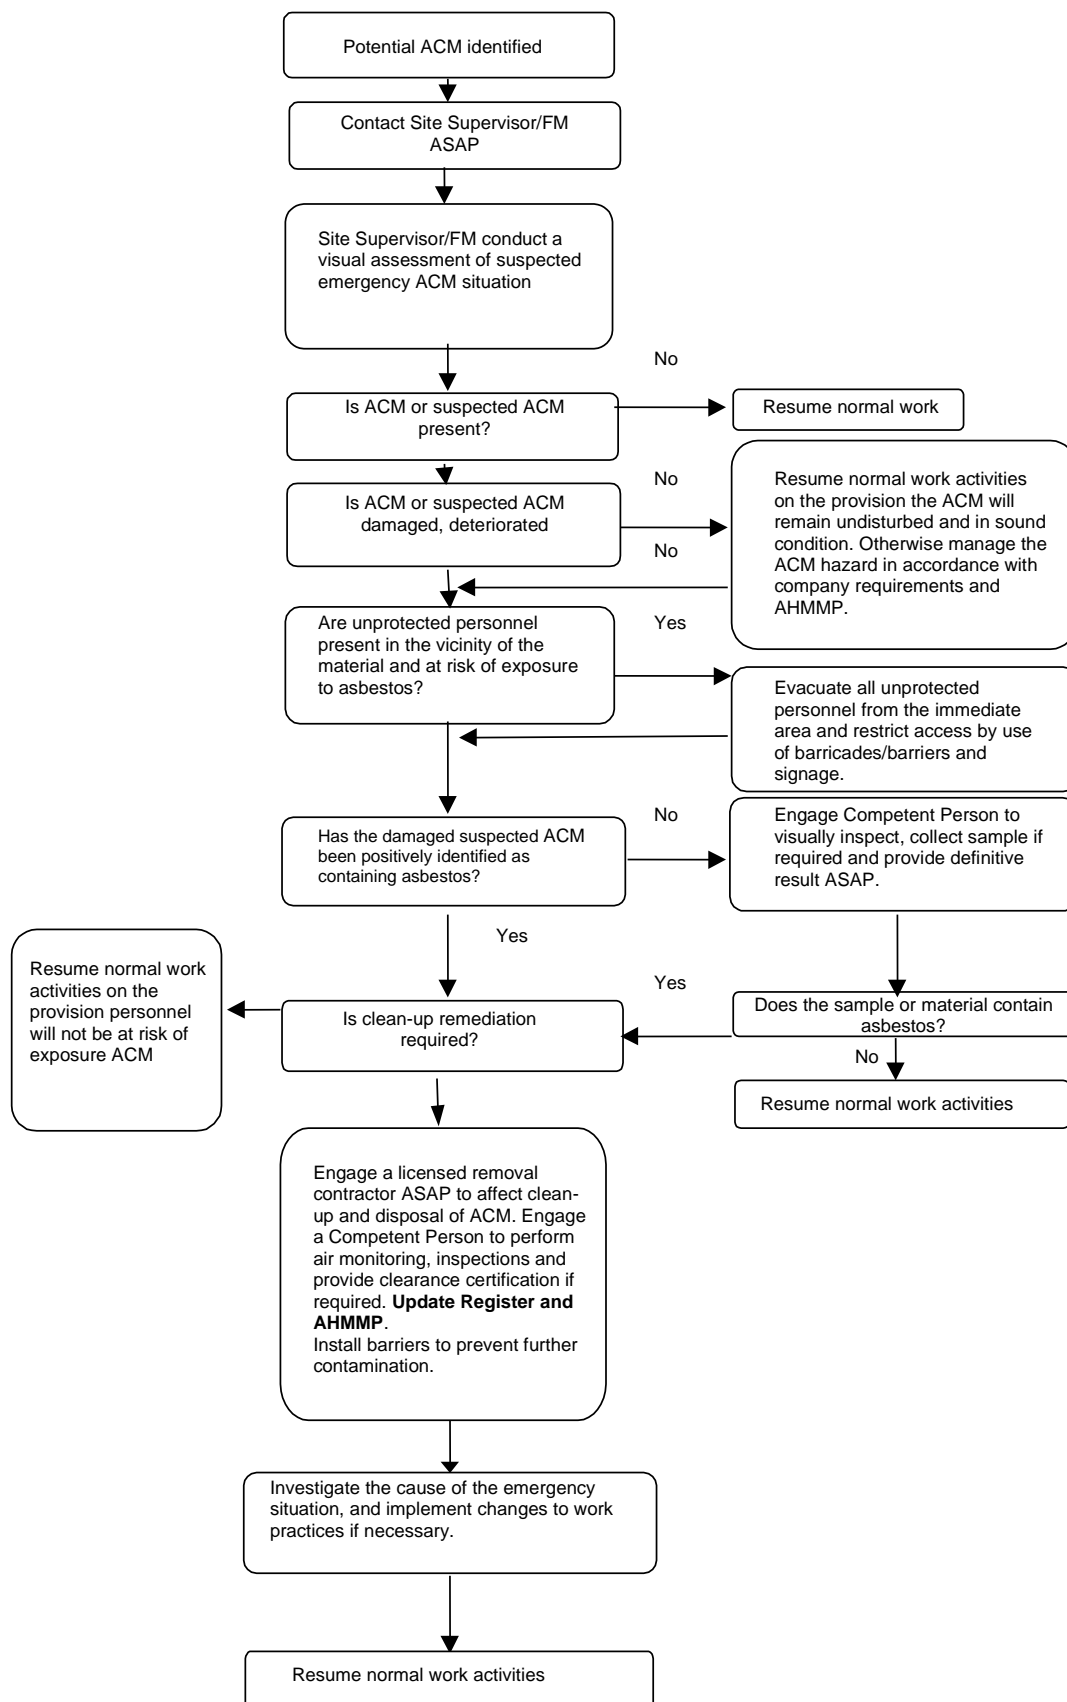 Potential ACM identified
Contact Site Supervisor/FM
ASAP
Site Supervisor/FM conduct a
visual assessment of suspected
emergency ACM situation
No
Is ACM or suspected ACM
present?
Resume normal work
No
Is ACM or suspected ACM
damaged, deteriorated
Resume normal work activities
on the provision the ACM will
remain undisturbed and in sound
condition. Otherwise manage the
ACM hazard in accordance with
company requirements and
AHMMP.
No
Are unprotected personnel
present in the vicinity of the
material and at risk of exposure
to asbestos?
Yes
Evacuate all unprotected
personnel from the immediate
area and restrict access by use
of barricades/barriers and
signage.
Has the damaged suspected ACM
been positively identified as
containing asbestos?
No
Engage Competent Person to
visually inspect, collect sample if
required and provide definitive
result ASAP.
Yes
Resume normal work
activities on the
provision personnel
will not be at risk of
exposure ACM
Is clean-up remediation
required?
Yes
Does the sample or material contain
asbestos?
No
Resume normal work activities
Engage a licensed removal
contractor ASAP to affect clean-
up and disposal of ACM. Engage
a Competent Person to perform
air monitoring, inspections and
provide clearance certification if
required. Update Register and
AHMMP.
Install barriers to prevent further
contamination.
Investigate the cause of the emergency
situation, and implement changes to work
practices if necessary.
Resume normal work activities